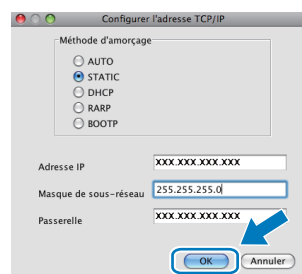 Configurer l'adresse TCP/IP
Méthode d'amorçage
AUTO
STATIC
DHCP
RARP
BOOTP
Adresse IP XXX.XXX.XXX.XXX
Masque de sous-réseau 255.255.255.0
Passerelle XXX.XXX.XXX.XXX
OK Annuler